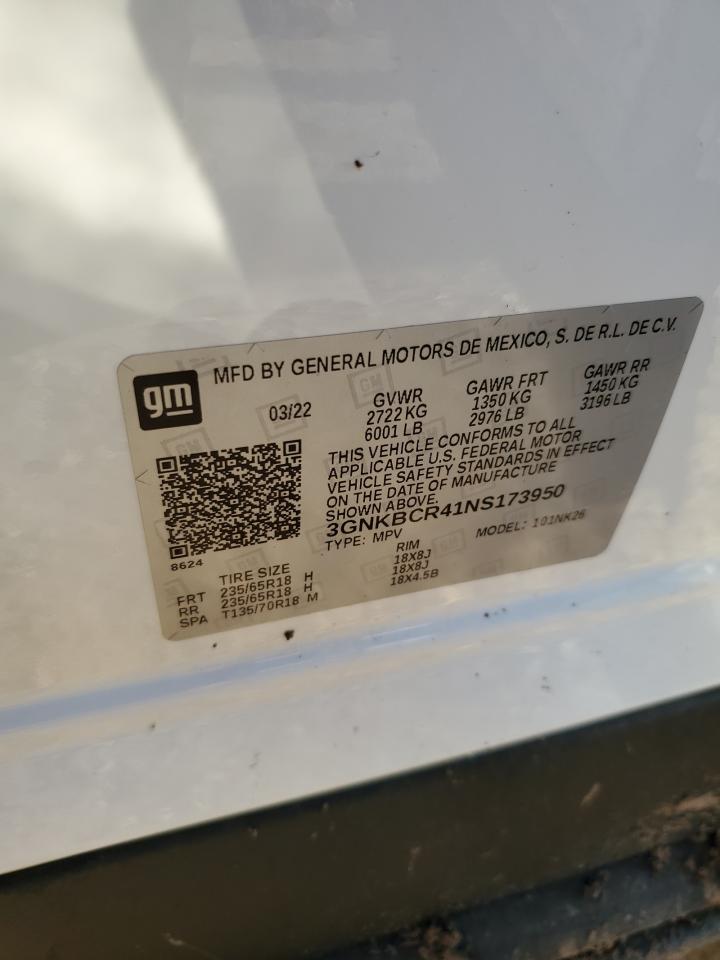 gm
MFD BY GENERAL MOTORS DE MEXICO, S. DE R.L. DE C.V.
03/22
GVWR
2722 KG
6001 LB
GAWR FRT
1350 KG
2976 LB
GAWR RR
1450 KG
3196 LB
THIS VEHICLE CONFORMS TO ALL
APPLICABLE U.S. FEDERAL MOTOR
VEHICLE SAFETY STANDARDS IN EFFECT
ON THE DATE OF MANUFACTURE
SHOWN ABOVE.
3GNKBCR41NS173950
TYPE: MPV
MODEL: 101NK26
8624
TIRE SIZE
RIM
FRT 235/65R18 H 18X8J
RR 235/65R18 H 18X8J
SPA T135/70R18 M 18X4.5B